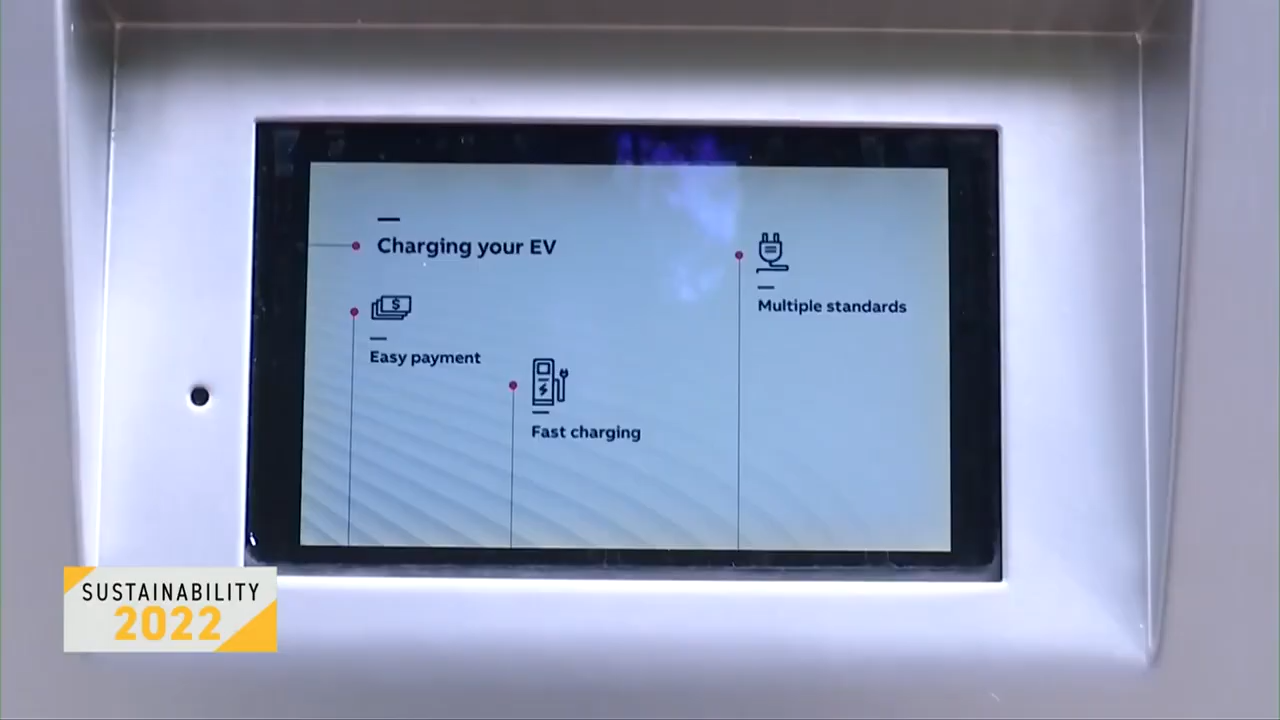 Charging your EV
$
Easy payment
Fast charging
Multiple standards
SUSTAINABILITY
2022